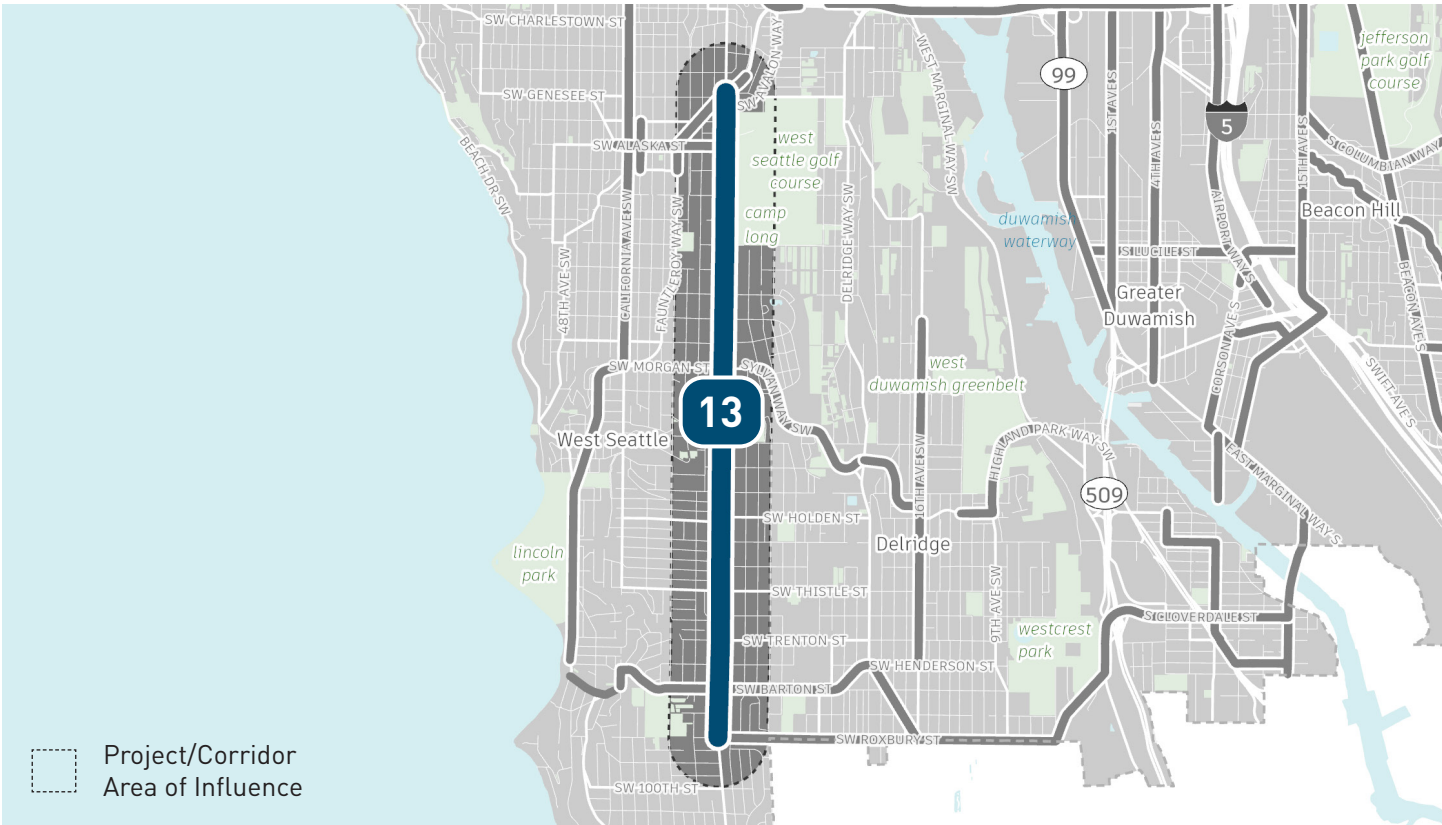 SW CHARLESTOWN ST
SW AVALON WAY
WEST MARGINAL WAY SW
99
1ST AVE S
4TH AVE S
5
15TH AVE S
jefferson
park golf
course
SW GENESEE ST
BEACH DR SW
SW ALASKA ST
west
seattle golf
course
camp
long
S COLUMBIAN WAY
AIRPORT WAY S
Beacon Hill
duwamish
waterway
S LUCILE ST
48TH AVE SW
CALIFORNIA AVE SW
FAUNTLEROY WAY SW
DELRIDGE WAY SW
Greater
Duwamish
BEACON AVE S
CORSON AVE S
SWIFT AVE S
SW MORGAN ST
SYLVAN WAY SW
west
duwamish greenbelt
13
West Seattle
HIGHLAND PARK WAY SW
16TH AVE SW
509
EAST MARGINAL WAY S
SW HOLDEN ST
Delridge
lincoln
park
SW THISTLE ST
9TH AVE SW
westcrest
park
S CLOVERDALE ST
SW TRENTON ST
SW HENDERSON ST
SW BARTON ST
SW ROXBURY ST
SW 100TH ST
Project/Corridor
Area of Influence